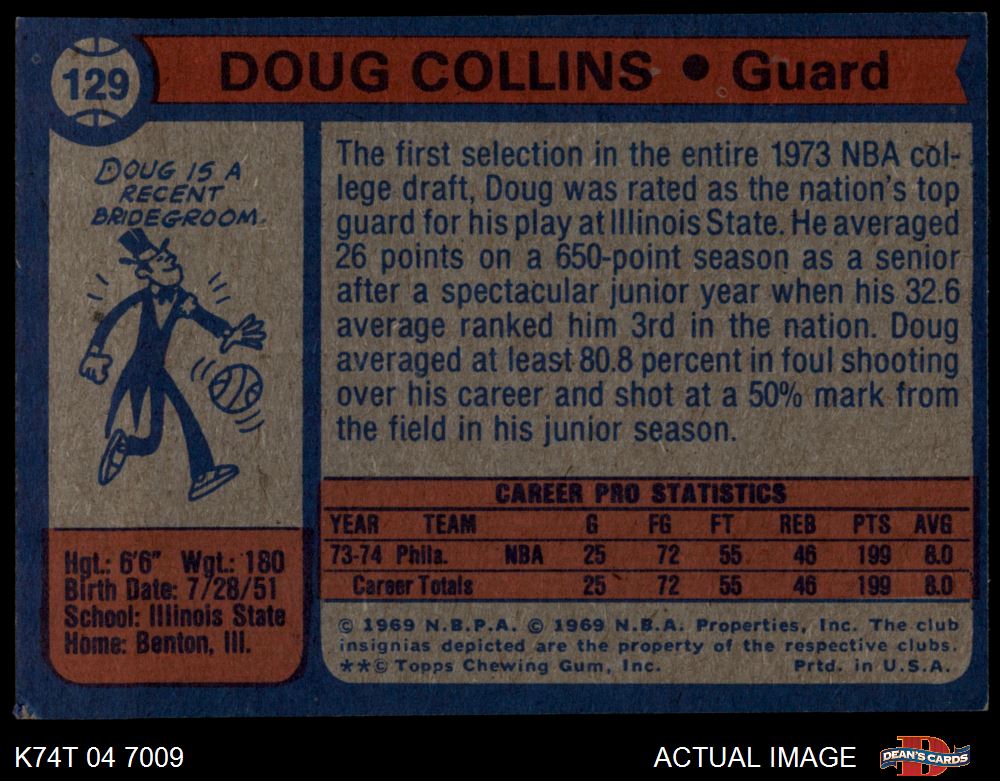 129
DOUG COLLINS • Guard
DOUG IS A
RECENT
BRIDEGROOM.
The first selection in the entire 1973 NBA col-
lege draft, Doug was rated as the nation's top
guard for his play at Illinois State. He averaged
26 points on a 650-point season as a senior
after a spectacular junior year when his 32.6
average ranked him 3rd in the nation. Doug
averaged at least 80.8 percent in foul shooting
over his career and shot at a 50% mark from
the field in his junior season.
Hgt.: 6'6" Wgt.: 180
Birth Date: 7/28/51
School: Illinois State
Home: Benton, Ill.
CAREER PRO STATISTICS
YEAR TEAM G FG FT REB PTS AVG
73-74 Phila. NBA 25 72 55 46 199 8.0
Career Totals 25 72 55 46 199 8.0
© 1969 N.B.P.A. © 1969 N.B.A. Properties, Inc. The club
insignias depicted are the property of the respective clubs.
**© Topps Chewing Gum, Inc. Prtd. in U.S.A.
K74T 04 7009
ACTUAL IMAGE
DEAN'S CARDS